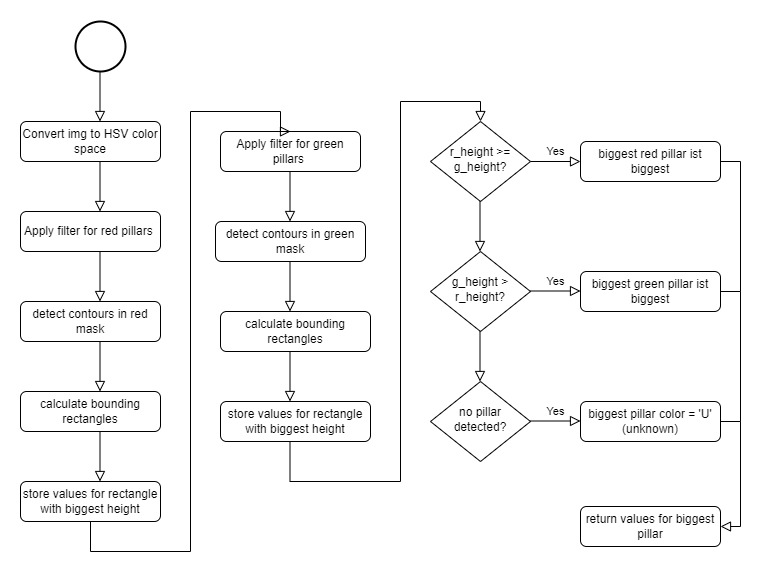 Convert img to HSV color
space
Apply filter for red pillars
detect contours in red
mask
calculate bounding
rectangles
store values for rectangle
with biggest height
Apply filter for green
pillars
detect contours in green
mask
calculate bounding
rectangles
store values for rectangle
with biggest height
r_height >=
g_height?
Yes
biggest red pillar ist
biggest
g_height >
r_height?
Yes
biggest green pillar ist
biggest
no pillar
detected?
Yes
biggest pillar color = 'U'
(unknown)
return values for biggest
pillar